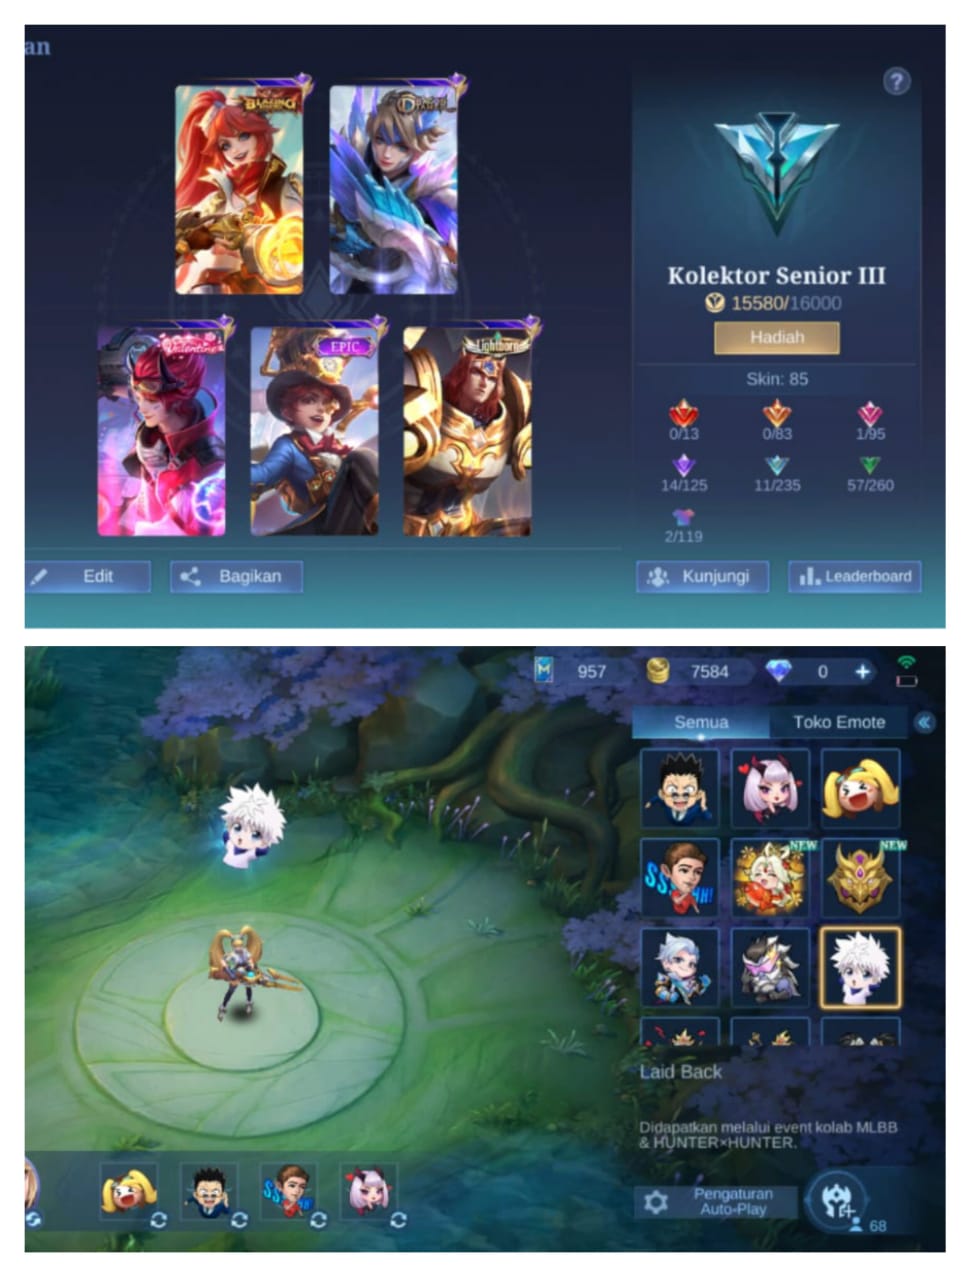 an
?
BLAZING
Valentine
EPIC
Lightborn
Kolektor Senior III
15580/16000
Hadiah
Skin: 85
0/13 0/83 1/95
14/125 11/235 57/260
2/119
Edit Bagikan Kunjungi Leaderboard
957 7584 0 +
Semua Toko Emote
NEW NEW
Laid Back
Didapatkan melalui event kolab MLBB
& HUNTER×HUNTER.
Pengaturan
Auto-Play
68